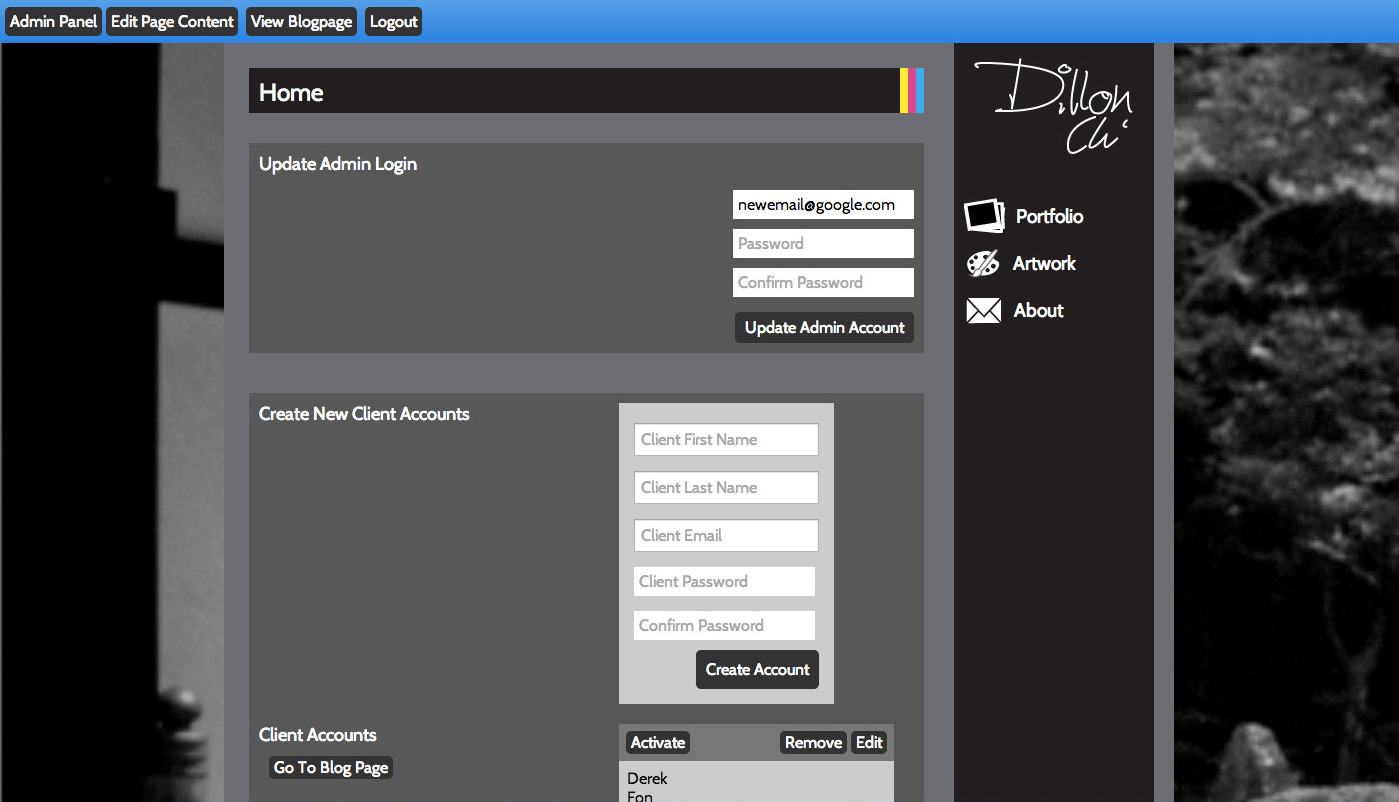 Admin Panel Edit Page Content View Blogpage Logout
Home
Update Admin Login
newemail@google.com
Password
Confirm Password
Update Admin Account
Create New Client Accounts
Client First Name
Client Last Name
Client Email
Client Password
Confirm Password
Create Account
Client Accounts
Go To Blog Page
Activate Remove Edit
Derek
Fon
Dillon
Chi
Portfolio
Artwork
About